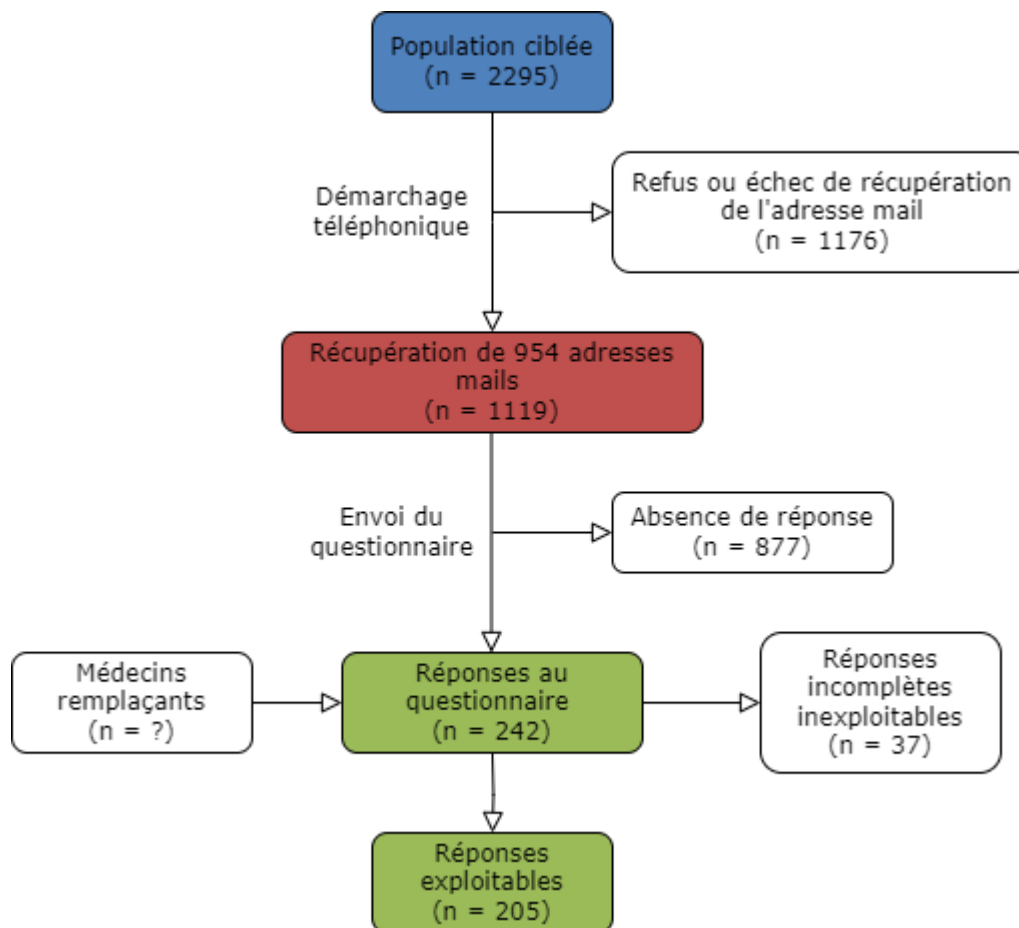 Population ciblée
(n = 2295)
Démarchage
téléphonique
Refus ou échec de récupération
de l'adresse mail
(n = 1176)
Récupération de 954 adresses
mails
(n = 1119)
Envoi du
questionnaire
Absence de réponse
(n = 877)
Médecins
remplaçants
(n = ?)
Réponses au
questionnaire
(n = 242)
Réponses
incomplètes
inexploitables
(n = 37)
Réponses
exploitables
(n = 205)